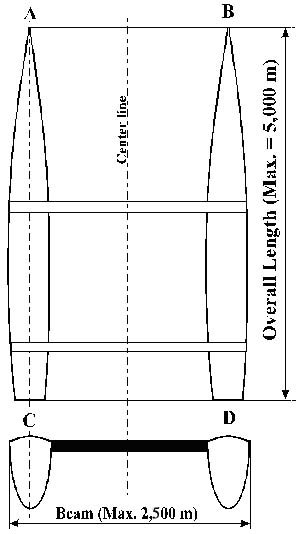 A B
Center line
Overall Length (Max. = 5,000 m)
C D
Beam (Max. 2,500 m)